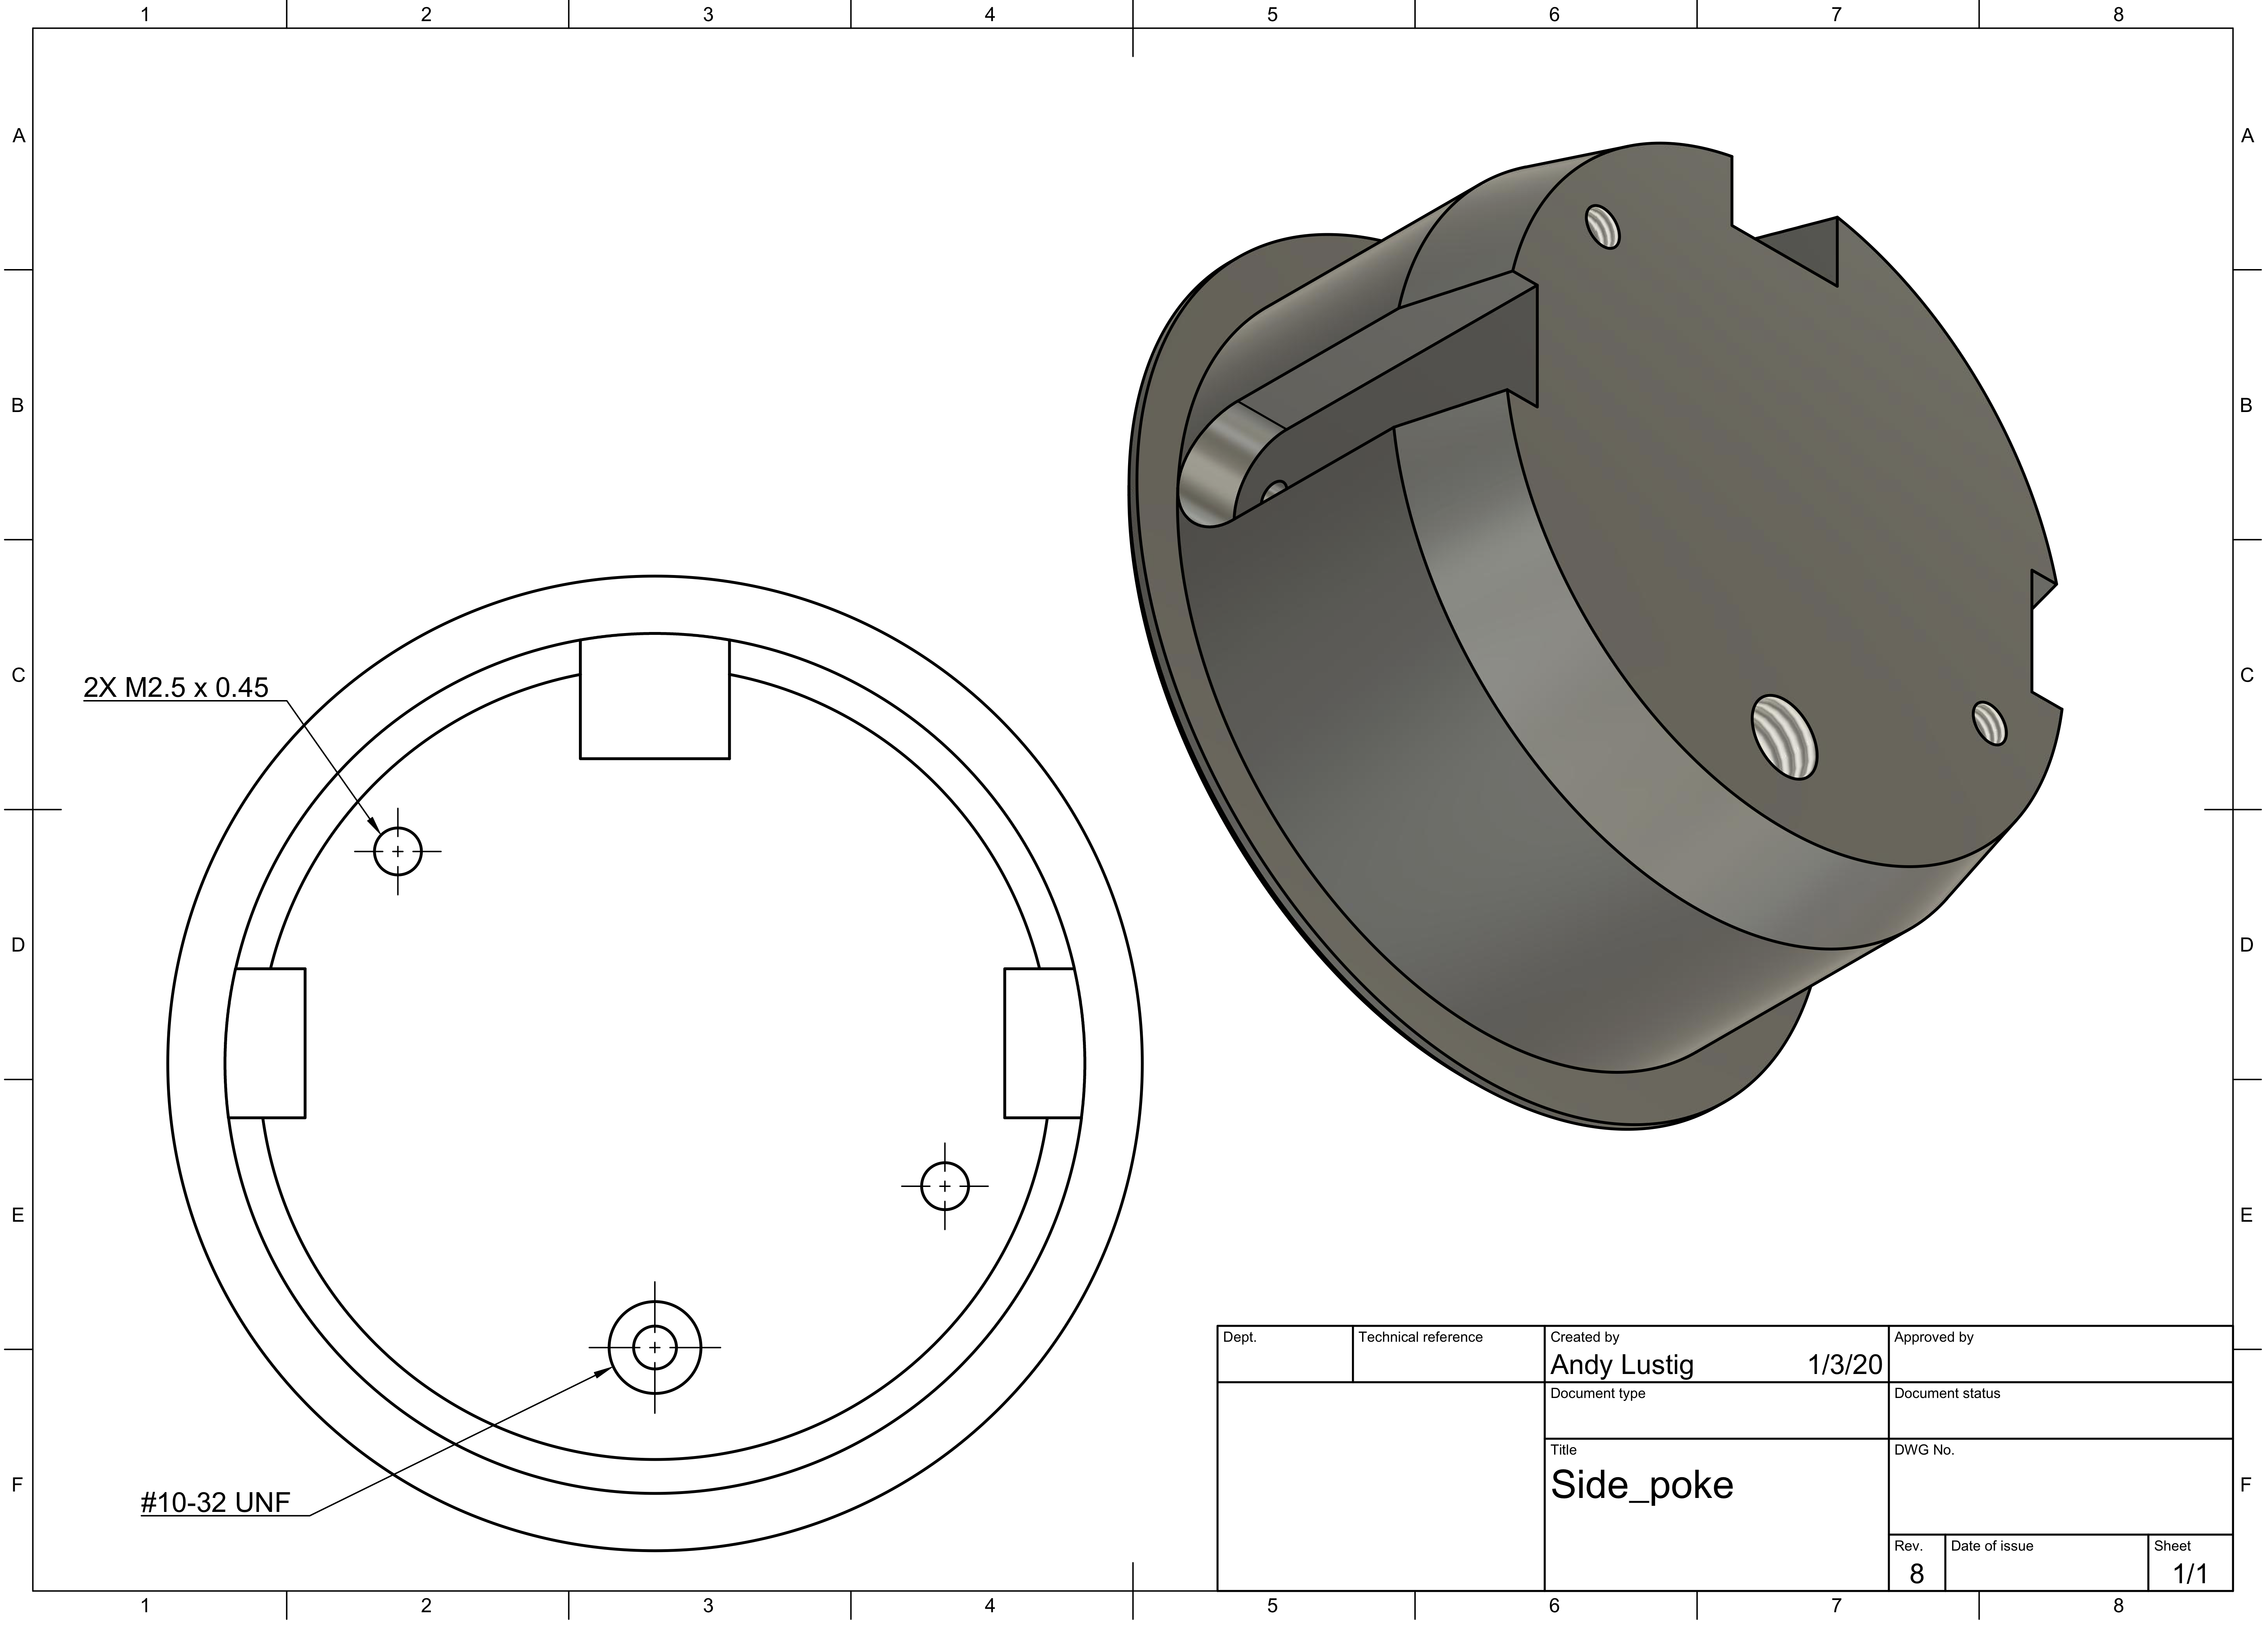 1 2 3 4 5 6 7 8
A A
B B
2X M2.5 x 0.45
C C
D D
E E
#10-32 UNF
F F
Dept.
Technical reference
Created by
Andy Lustig 1/3/20
Approved by
Document type
Document status
Title
Side_poke
DWG No.
Rev.
8
Date of issue
Sheet
1/1
1 2 3 4 5 6 7 8